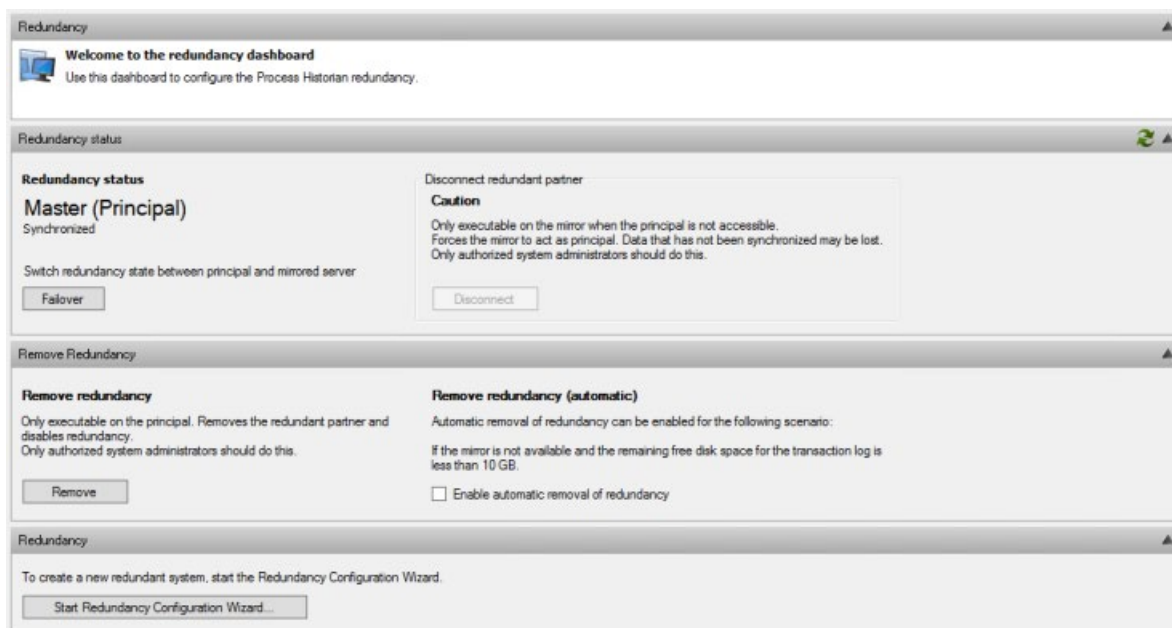 Redundancy
Welcome to the redundancy dashboard
Use this dashboard to configure the Process Historian redundancy.
Redundancy status
Redundancy status
Master (Principal)
Synchronized
Switch redundancy state between principal and mirrored server
Failover
Disconnect redundant partner
Caution
Only executable on the mirror when the principal is not accessible.
Forces the mirror to act as principal. Data that has not been synchronized may be lost.
Only authorized system administrators should do this.
Disconnect
Remove Redundancy
Remove redundancy
Only executable on the principal. Removes the redundant partner and
disables redundancy.
Only authorized system administrators should do this.
Remove
Remove redundancy (automatic)
Automatic removal of redundancy can be enabled for the following scenario:
If the mirror is not available and the remaining free disk space for the transaction log is
less than 10 GB.
Enable automatic removal of redundancy
Redundancy
To create a new redundant system, start the Redundancy Configuration Wizard.
Start Redundancy Configuration Wizard...